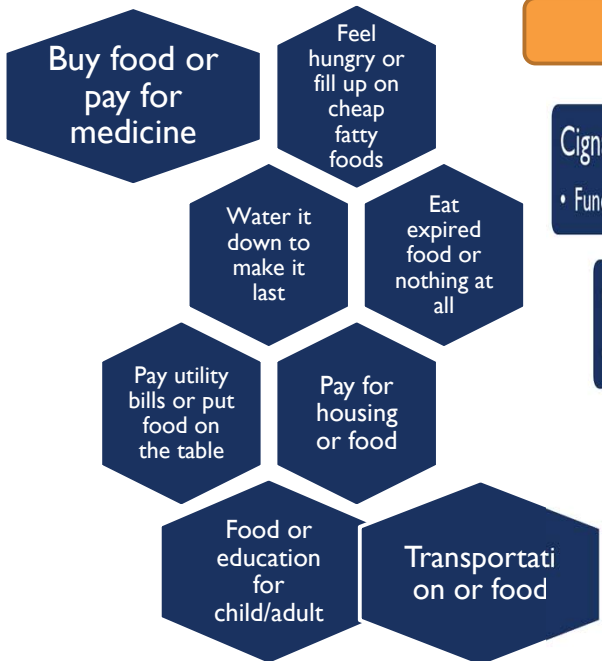 Buy food or
pay for
medicine
Feel
hungry or
fill up on
cheap
fatty
foods
Water it
down to
make it
last
Eat
expired
food or
nothing at
all
Pay utility
bills or put
food on
the table
Pay for
housing
or food
Food or
education
for
child/adult
Transportati
on or food
Cign
• Fun